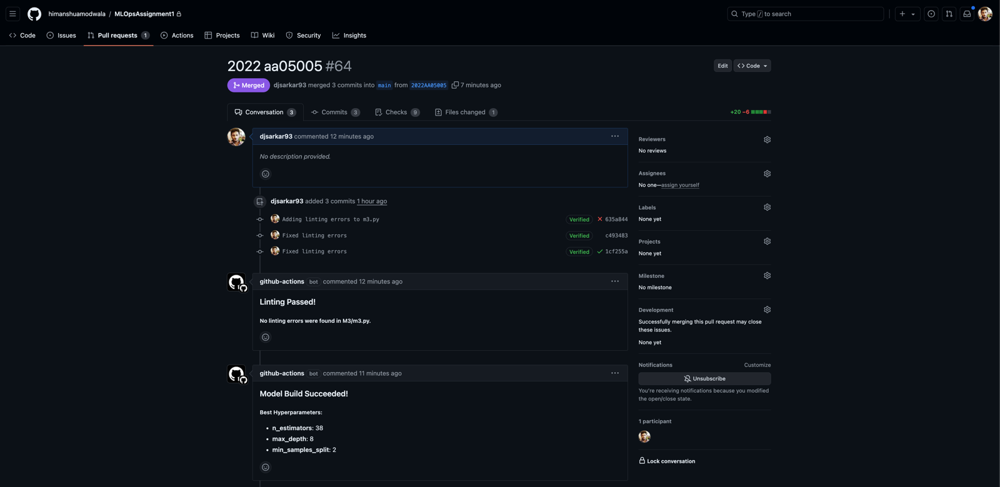 himanshuamodwala / MLOpsAssignment1
Type / to search
Code Issues Pull requests 1 Actions Projects Wiki Security Insights
2022 aa05005 #64
Edit Code
Merged djsarkar93 merged 3 commits into main from 2022AA05005 7 minutes ago
Conversation 3 Commits 3 Checks 9 Files changed 1
+20 −6
djsarkar93 commented 12 minutes ago
No description provided.
djsarkar93 added 3 commits 1 hour ago
Adding linting errors to m3.py Verified 635a844
Fixed linting errors Verified c493483
Fixed linting errors Verified 1cf255a
github-actions bot commented 12 minutes ago
Linting Passed!
No linting errors were found in M3/m3.py.
github-actions bot commented 11 minutes ago
Model Build Succeeded!
Best Hyperparameters:
n_estimators: 38
max_depth: 8
min_samples_split: 2
Reviewers
No reviews
Assignees
No one—assign yourself
Labels
None yet
Projects
None yet
Milestone
No milestone
Development
Successfully merging this pull request may close
these issues.
None yet
Notifications Customize
Unsubscribe
You're receiving notifications because you modified
the open/close state.
1 participant
Lock conversation